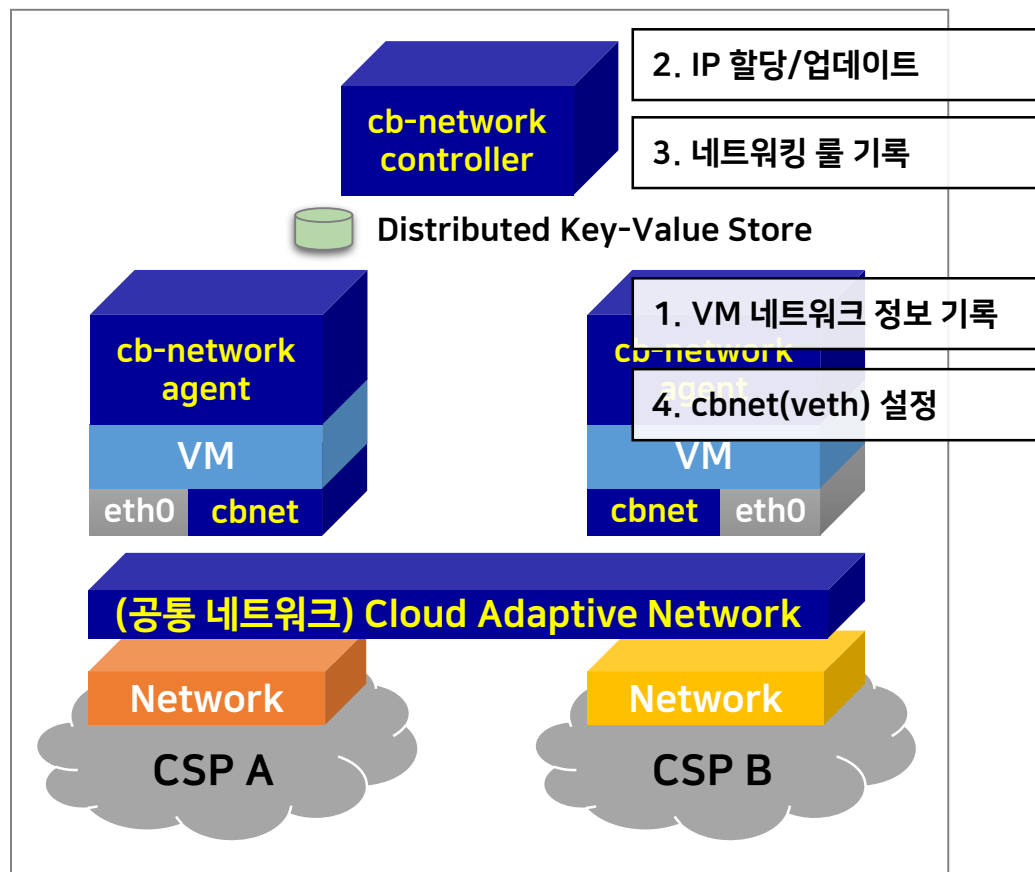 2. IP 할당/업데이트
cb-network
controller
3. 네트워킹 룰 기록
Distributed Key-Value Store
1. VM 네트워크 정보 기록
cb-network
agent
cb-network
agent
4. cbnet(veth) 설정
VM
VM
eth0
cbnet
cbnet
eth0
(공통 네트워크) Cloud Adaptive Network
Network
Network
CSP A
CSP B